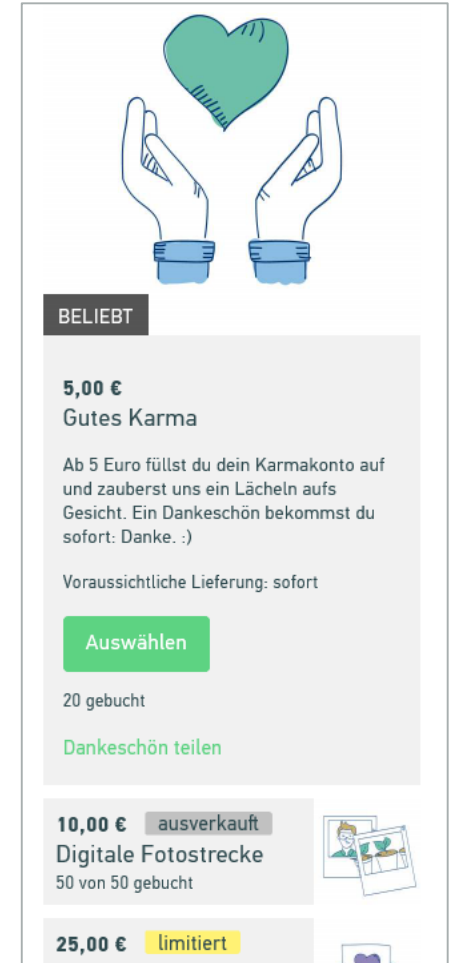 BELIEBT
5,00 €
Gutes Karma
Ab 5 Euro füllst du dein Karmakonto auf
und zauberst uns ein Lächeln aufs
Gesicht. Ein Dankeschön bekommst du
sofort: Danke. :)
Voraussichtliche Lieferung: sofort
Auswählen
20 gebucht
Dankeschön teilen
10,00 € ausverkauft
Digitale Fotostrecke
50 von 50 gebucht
25,00 € limitiert